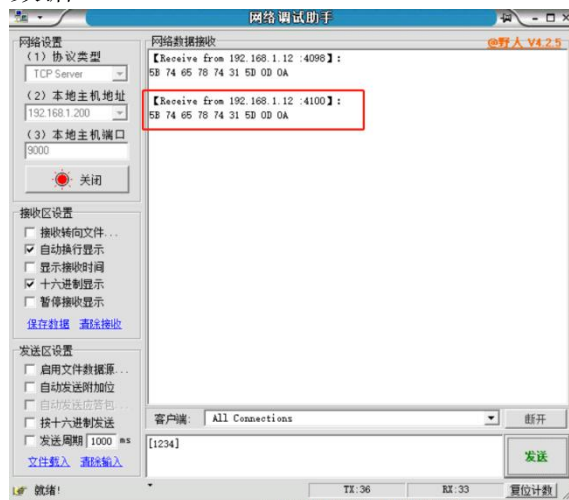 网络调试助手
网络设置
(1) 协议类型
TCP Server
(2) 本地主机地址
192.168.1.200
(3) 本地主机端口
9000
关闭
接收区设置
接收转向文件...
自动换行显示
显示接收时间
十六进制显示
暂停接收显示
保存数据 清除接收
发送区设置
启用文件数据源...
自动发送附加位
自动发送应答包...
按十六进制发送
发送周期 1000 ms
文件载入 清除输入
网络数据接收
@野人 V4.2.5
【Receive from 192.168.1.12 :4098】:
5B 74 65 78 74 31 5D 0D 0A
【Receive from 192.168.1.12 :4100】:
5B 74 65 78 74 31 5D 0D 0A
客户端: All Connections 断开
[1234]
发送
就绪! TX:36 RX:33 复位计数